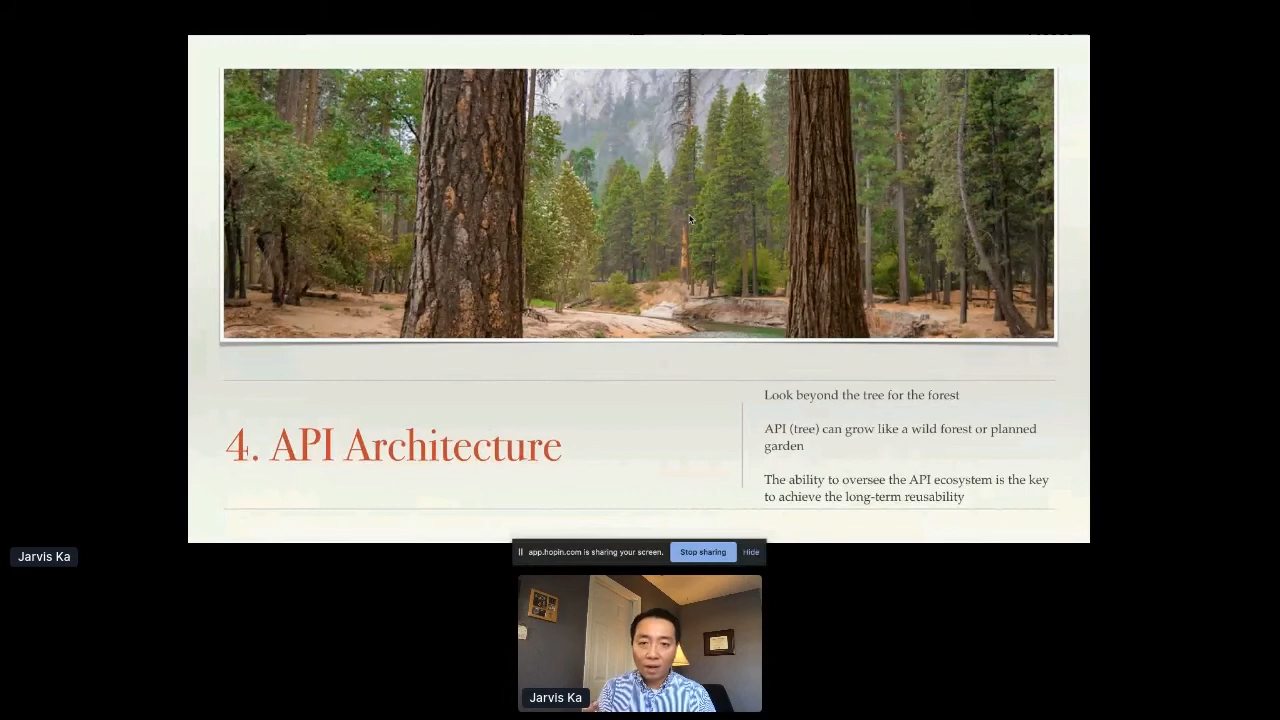 4. API Architecture
Look beyond the tree for the forest
API (tree) can grow like a wild forest or planned
garden
The ability to oversee the API ecosystem is the key
to achieve the long-term reusability
Jarvis Ka
app.hopin.com is sharing your screen. Stop sharing Hide
Jarvis Ka